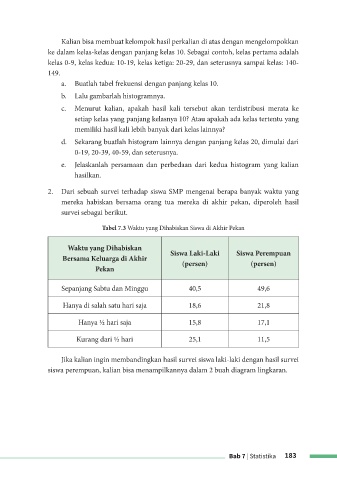 Kalian bisa membuat kelompok hasil perkalian di atas dengan mengelompokkan
ke dalam kelas-kelas dengan panjang kelas 10. Sebagai contoh, kelas pertama adalah
kelas 0-9, kelas kedua: 10-19, kelas ketiga: 20-29, dan seterusnya sampai kelas: 140-
149.
a. Buatlah tabel frekuensi dengan panjang kelas 10.
b. Lalu gambarlah histogramnya.
c. Menurut kalian, apakah hasil kali tersebut akan terdistribusi merata ke
setiap kelas yang panjang kelasnya 10? Atau apakah ada kelas tertentu yang
memiliki hasil kali lebih banyak dari kelas lainnya?
d. Sekarang buatlah histogram lainnya dengan panjang kelas 20, dimulai dari
0-19, 20-39, 40-59, dan seterusnya.
e. Jelaskanlah persamaan dan perbedaan dari kedua histogram yang kalian
hasilkan.
2. Dari sebuah survei terhadap siswa SMP mengenai berapa banyak waktu yang
mereka habiskan bersama orang tua mereka di akhir pekan, diperoleh hasil
survei sebagai berikut.
Tabel 7.3 Waktu yang Dihabiskan Siswa di Akhir Pekan
Waktu yang Dihabiskan
Bersama Keluarga di Akhir
Pekan
Siswa Laki-Laki
(persen)
Siswa Perempuan
(persen)
Sepanjang Sabtu dan Minggu 40,5 49,6
Hanya di salah satu hari saja 18,6 21,8
Hanya ½ hari saja 15,8 17,1
Kurang dari ½ hari 25,1 11,5
Jika kalian ingin membandingkan hasil survei siswa laki-laki dengan hasil survei
siswa perempuan, kalian bisa menampilkannya dalam 2 buah diagram lingkaran.
Bab 7 | Statistika 183